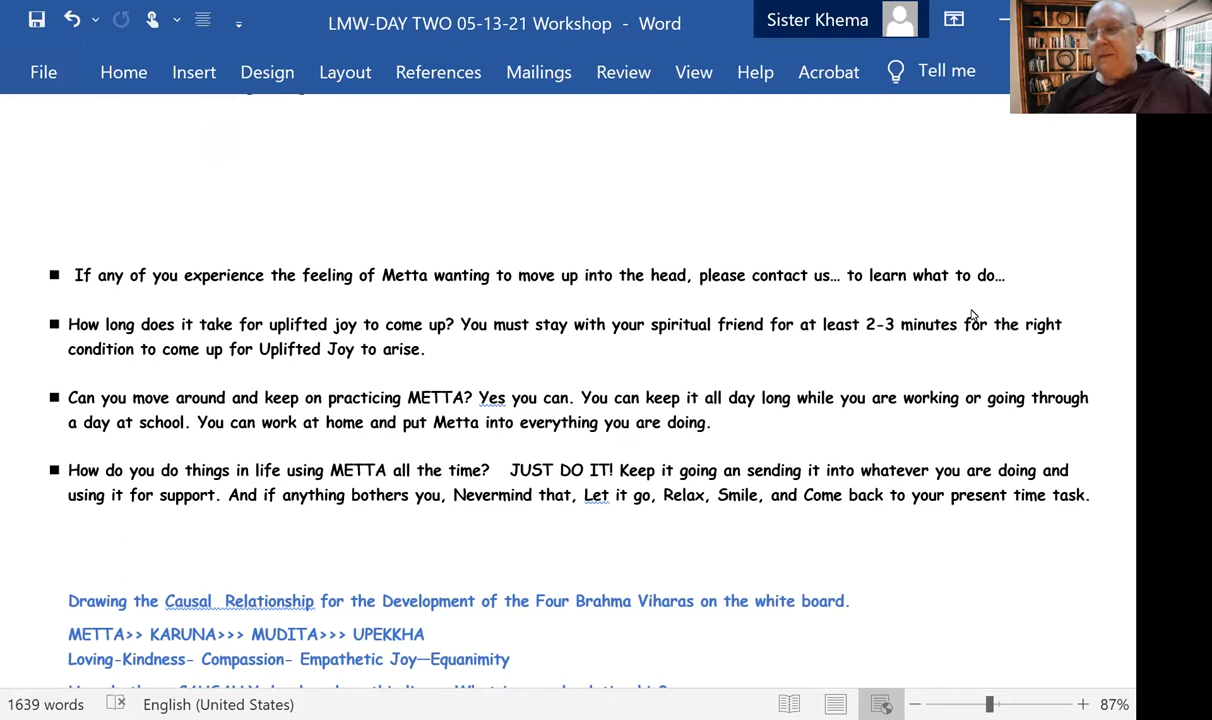 LMW-DAY TWO 05-13-21 Workshop - Word
Sister Khema
File Home Insert Design Layout References Mailings Review View Help Acrobat Tell me
■ If any of you experience the feeling of Metta wanting to move up into the head, please contact us... to learn what to do...
■ How long does it take for uplifted joy to come up? You must stay with your spiritual friend for at least 2-3 minutes for the right
condition to come up for Uplifted Joy to arise.
■ Can you move around and keep on practicing METTA? Yes you can. You can keep it all day long while you are working or going through
a day at school. You can work at home and put Metta into everything you are doing.
■ How do you do things in life using METTA all the time? JUST DO IT! Keep it going an sending it into whatever you are doing and
using it for support. And if anything bothers you, Nevermind that, Let it go, Relax, Smile, and Come back to your present time task.
Drawing the Causal Relationship for the Development of the Four Brahma Viharas on the white board.
METTA>> KARUNA>>> MUDITA>>> UPEKKHA
Loving-Kindness- Compassion- Empathetic Joy—Equanimity
1639 words English (United States) 87%